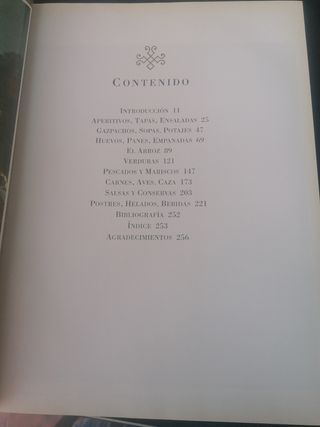 CONTENIDO
INTRODUCCIÓN 11
APERITIVOS, TAPAS, ENSALADAS 25
GAZPACHOS, SOPAS, POTAJES 47
HUEVOS, PANES, EMPANADAS 69
EL ARROZ 89
VERDURAS 121
PESCADOS Y MARISCOS 147
CARNES, AVES, CAZA 173
SALSAS Y CONSERVAS 203
POSTRES, HELADOS, BEBIDAS 221
BIBLIOGRAFÍA 252
ÍNDICE 253
AGRADECIMIENTOS 256